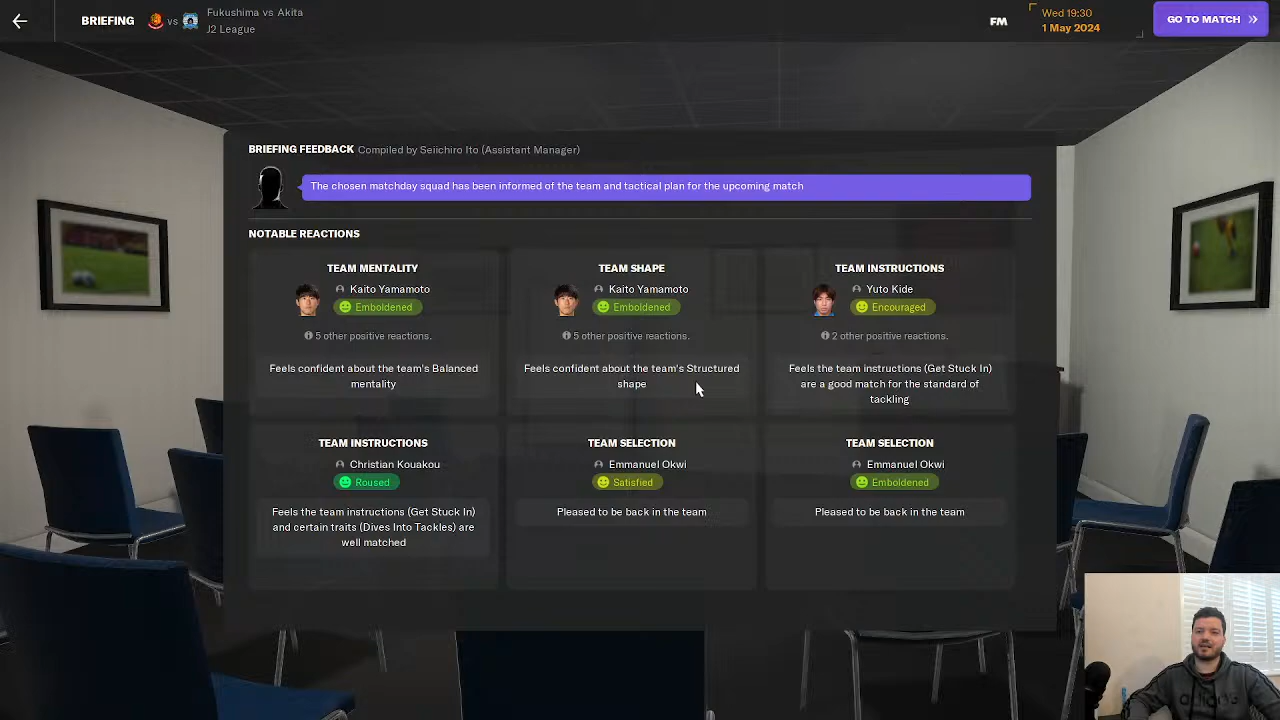 BRIEFING
vs
Fukushima vs Akita
J2 League
FM
Wed 19:30
1 May 2024
GO TO MATCH
BRIEFING FEEDBACK Compiled by Seiichiro Ito (Assistant Manager)
The chosen matchday squad has been informed of the team and tactical plan for the upcoming match
NOTABLE REACTIONS
TEAM MENTALITY
Kaito Yamamoto
Emboldened
5 other positive reactions.
Feels confident about the team's Balanced
mentality
TEAM SHAPE
Kaito Yamamoto
Emboldened
5 other positive reactions.
Feels confident about the team's Structured
shape
TEAM INSTRUCTIONS
Yuto Kide
Encouraged
2 other positive reactions.
Feels the team instructions (Get Stuck In)
are a good match for the standard of
tackling
TEAM INSTRUCTIONS
Christian Kouakou
Roused
Feels the team instructions (Get Stuck In)
and certain traits (Dives Into Tackles) are
well matched
TEAM SELECTION
Emmanuel Okwi
Satisfied
Pleased to be back in the team
TEAM SELECTION
Emmanuel Okwi
Emboldened
Pleased to be back in the team